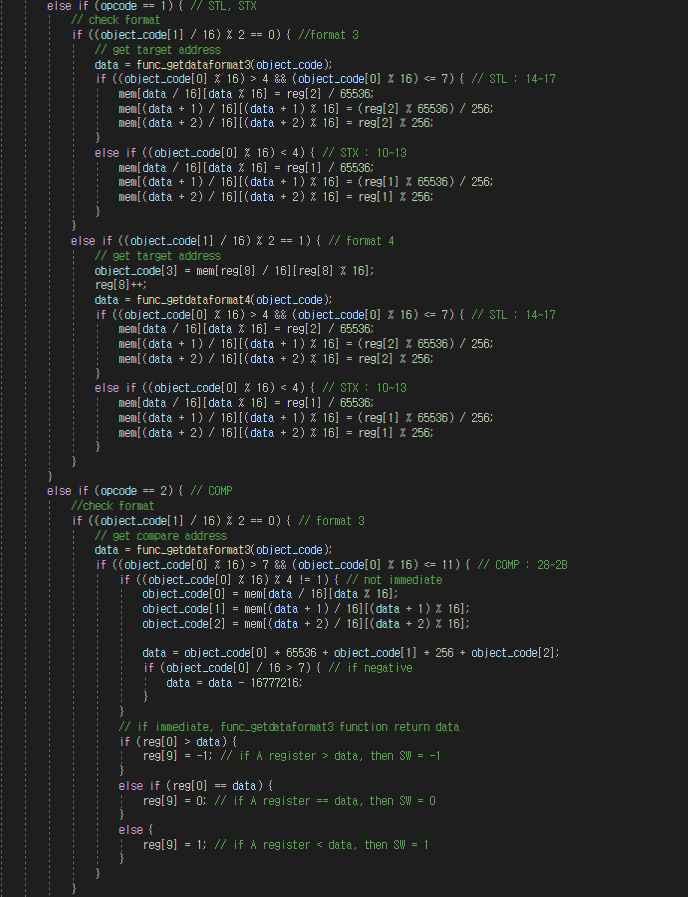 else if (opcode == 1) { // STL, STX
// check format
if ((object_code[1] / 16) % 2 == 0) { //format 3
// get target address
data = func_getdataformat3(object_code);
if ((object_code[0] % 16) > 4 && (object_code[0] % 16) <= 7) { // STL : 14~17
mem[data / 16][data % 16] = reg[2] / 65536;
mem[(data + 1) / 16][(data + 1) % 16] = (reg[2] % 65536) / 256;
mem[(data + 2) / 16][(data + 2) % 16] = reg[2] % 256;
}
else if ((object_code[0] % 16) < 4) { // STX : 10~13
mem[data / 16][data % 16] = reg[1] / 65536;
mem[(data + 1) / 16][(data + 1) % 16] = (reg[1] % 65536) / 256;
mem[(data + 2) / 16][(data + 2) % 16] = reg[1] % 256;
}
}
else if ((object_code[1] / 16) % 2 == 1) { // format 4
// get target address
object_code[3] = mem[reg[8] / 16][reg[8] % 16];
reg[8]++;
data = func_getdataformat4(object_code);
if ((object_code[0] % 16) > 4 && (object_code[0] % 16) <= 7) { // STL : 14~17
mem[data / 16][data % 16] = reg[2] / 65536;
mem[(data + 1) / 16][(data + 1) % 16] = (reg[2] % 65536) / 256;
mem[(data + 2) / 16][(data + 2) % 16] = reg[2] % 256;
}
else if ((object_code[0] % 16) < 4) { // STX : 10~13
mem[data / 16][data % 16] = reg[1] / 65536;
mem[(data + 1) / 16][(data + 1) % 16] = (reg[1] % 65536) / 256;
mem[(data + 2) / 16][(data + 2) % 16] = reg[1] % 256;
}
}
}
else if (opcode == 2) { // COMP
//check format
if ((object_code[1] / 16) % 2 == 0) { // format 3
// get compare address
data = func_getdataformat3(object_code);
if ((object_code[0] % 16) > 7 && (object_code[0] % 16) <= 11) { // COMP : 28~2B
if ((object_code[0] % 16) % 4 != 1) { // not immediate
object_code[0] = mem[data / 16][data % 16];
object_code[1] = mem[(data + 1) / 16][(data + 1) % 16];
object_code[2] = mem[(data + 2) / 16][(data + 2) % 16];
data = object_code[0] * 65536 + object_code[1] * 256 + object_code[2];
if (object_code[0] / 16 > 7) { // if negative
data = data - 16777216;
}
}
// if immediate, func_getdataformat3 function return data
if (reg[0] > data) {
reg[9] = -1; // if A register > data, then SW = -1
}
else if (reg[0] == data) {
reg[9] = 0; // if A register == data, then SW = 0
}
else {
reg[9] = 1; // if A register < data, then SW = 1
}
}
}